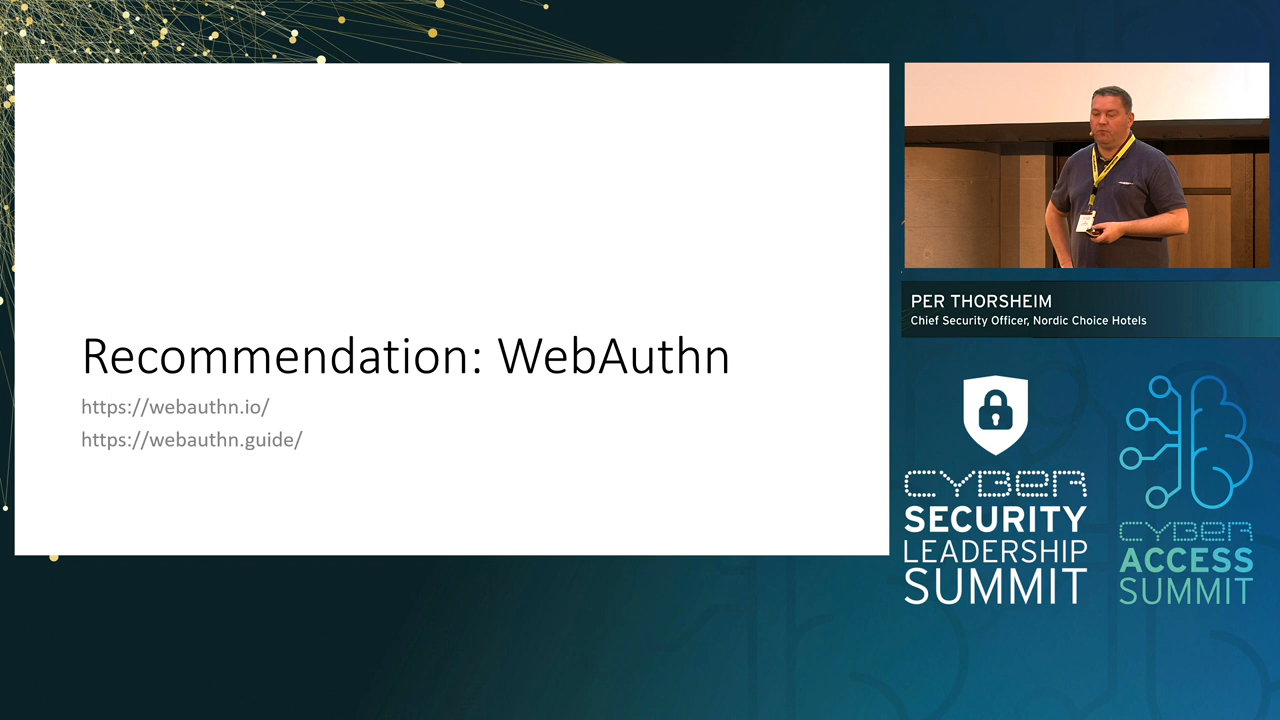 Recommendation: WebAuthn
https://webauthn.io/
https://webauthn.guide/
PER THORSHEIM
Chief Security Officer, Nordic Choice Hotels
CYBER
SECURITY
LEADERSHIP
SUMMIT
CYBER
ACCESS
SUMMIT